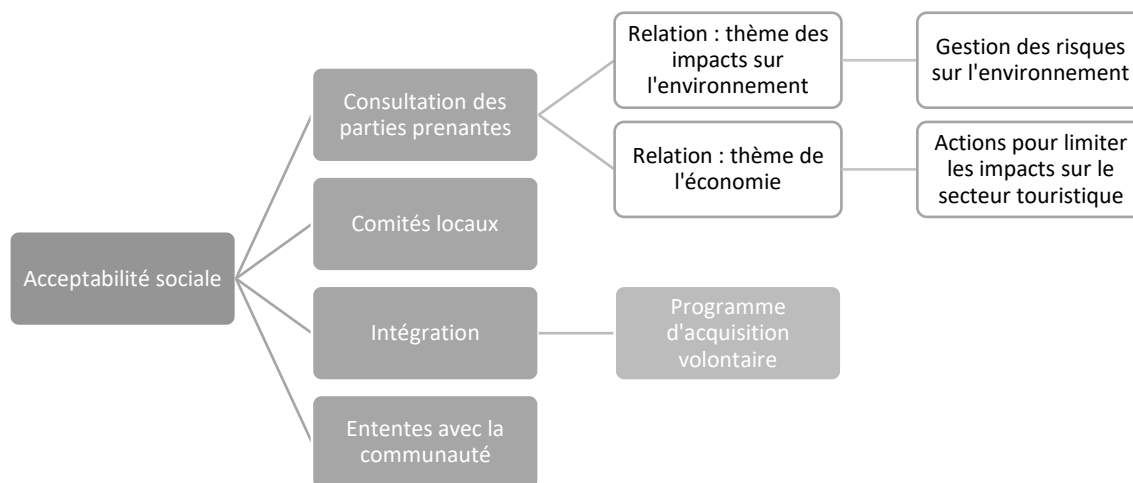 Acceptabilité sociale
Consultation des
parties prenantes
Relation : thème des
impacts sur
l'environnement
Gestion des risques
sur l'environnement
Relation : thème de
l'économie
Actions pour limiter
les impacts sur le
secteur touristique
Comités locaux
Intégration
Programme
d'acquisition
volontaire
Ententes avec la
communauté